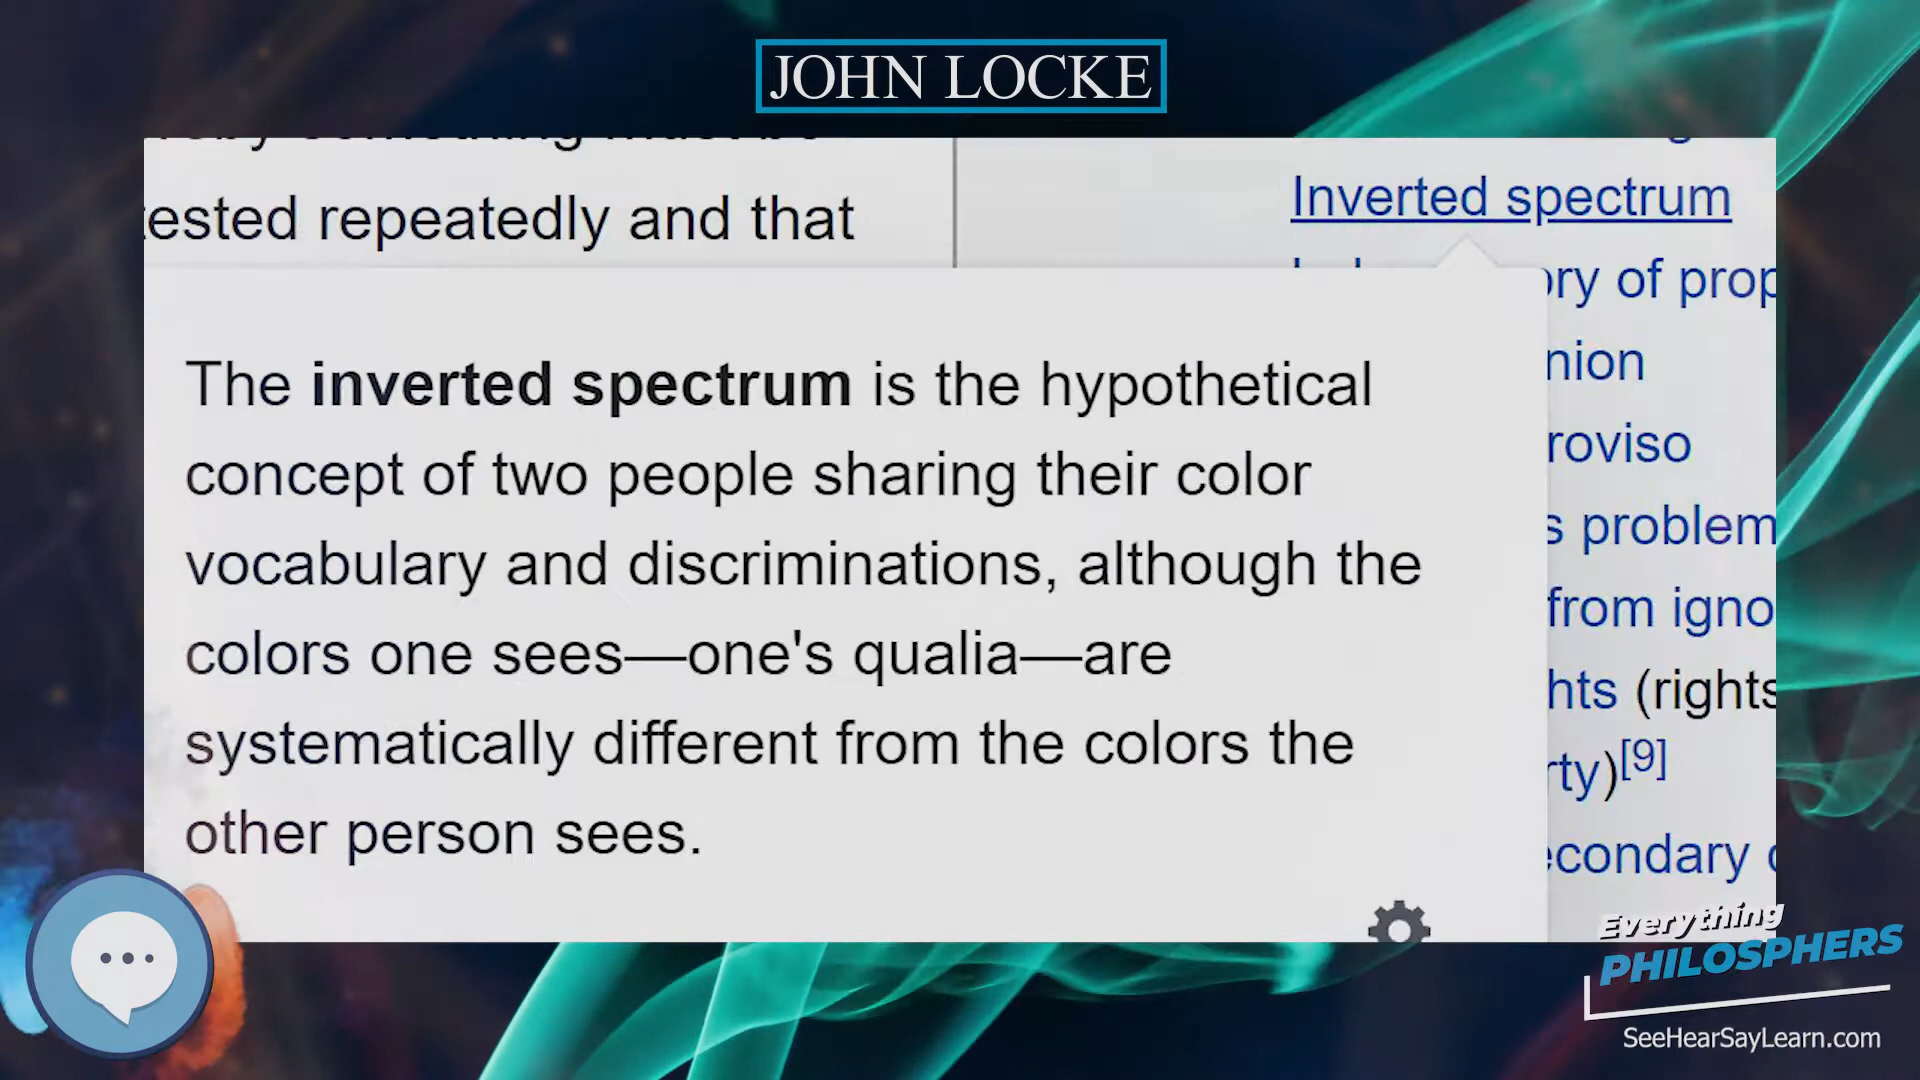 JOHN LOCKE
tested repeatedly and that
Inverted spectrum
ory of prop
The inverted spectrum is the hypothetical
concept of two people sharing their color
vocabulary and discriminations, although the
colors one sees—one's qualia—are
systematically different from the colors the
other person sees.
nion
roviso
s problem
from igno
hts (rights
rty)[9]
econdary
Everything
PHILOSPHERS
SeeHearSayLearn.com